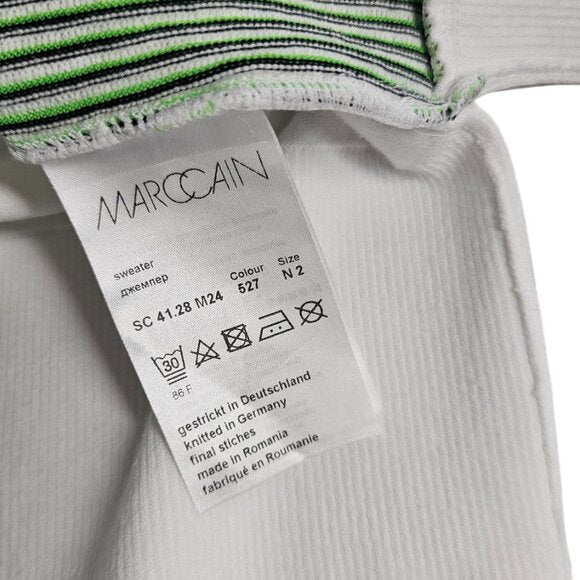 MARCCAIN
sweater
джемпер
Colour
Size
SC 41.28 M24
527
N 2
30
86 F
gestrickt in Deutschland
knitted in Germany
final stiches
made in Romania
fabriqué en Roumanie